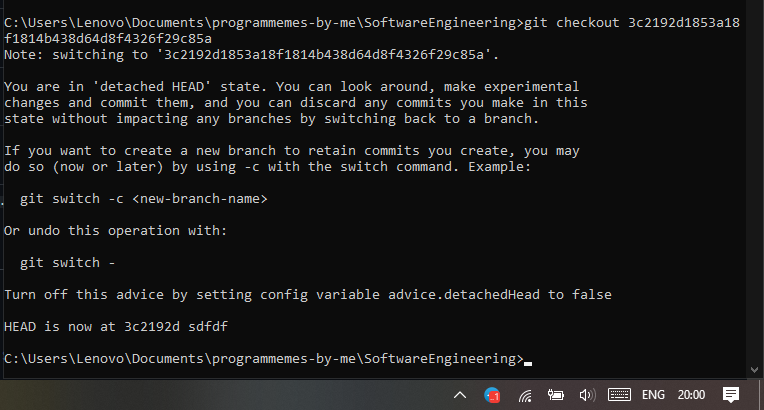 C:\Users\Lenovo\Documents\programmemes-by-me\SoftwareEngineering>git checkout 3c2192d1853a18
f1814b438d64d8f4326f29c85a
Note: switching to '3c2192d1853a18f1814b438d64d8f4326f29c85a'.
You are in 'detached HEAD' state. You can look around, make experimental
changes and commit them, and you can discard any commits you make in this
state without impacting any branches by switching back to a branch.
If you want to create a new branch to retain commits you create, you may
do so (now or later) by using -c with the switch command. Example:
git switch -c <new-branch-name>
Or undo this operation with:
git switch -
Turn off this advice by setting config variable advice.detachedHead to false
HEAD is now at 3c2192d sdfdf
C:\Users\Lenovo\Documents\programmemes-by-me\SoftwareEngineering>
ENG 20:00